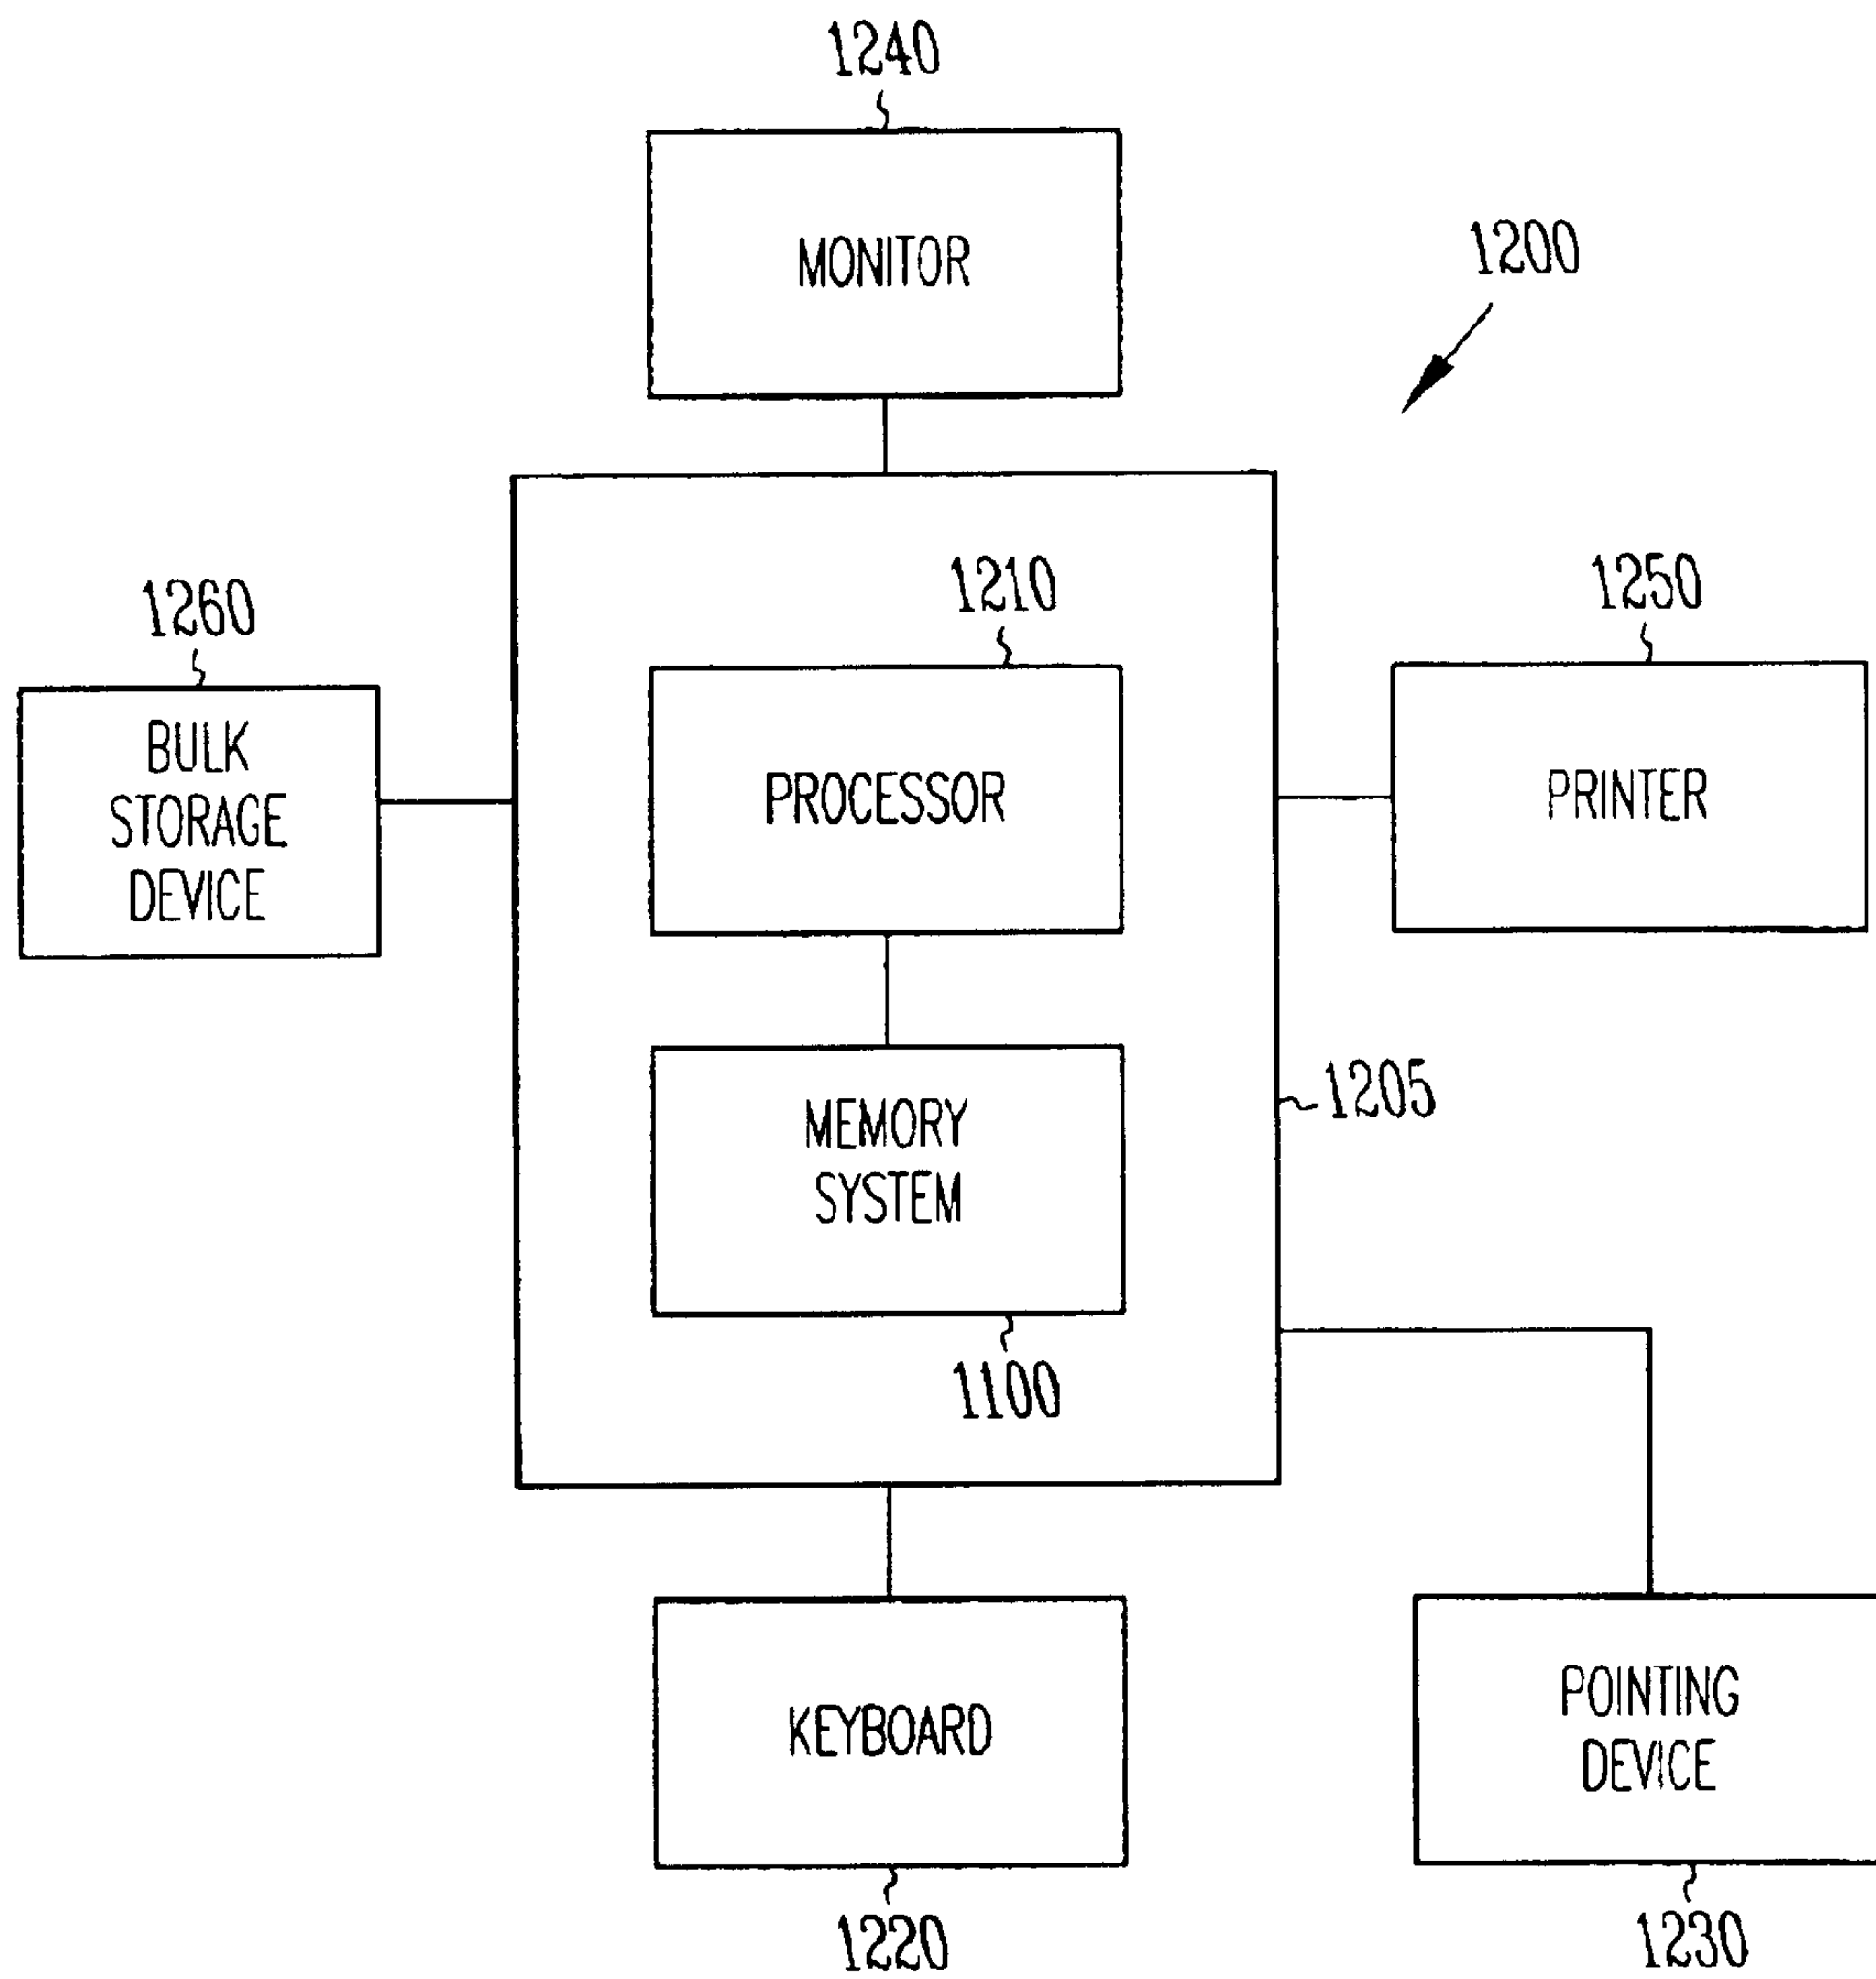 1240
MONITOR
1200
1260
BULK
STORAGE
DEVICE
1210
PROCESSOR
1250
PRINTER
MEMORY
SYSTEM
1205
1100
KEYBOARD
1220
POINTING
DEVICE
1230